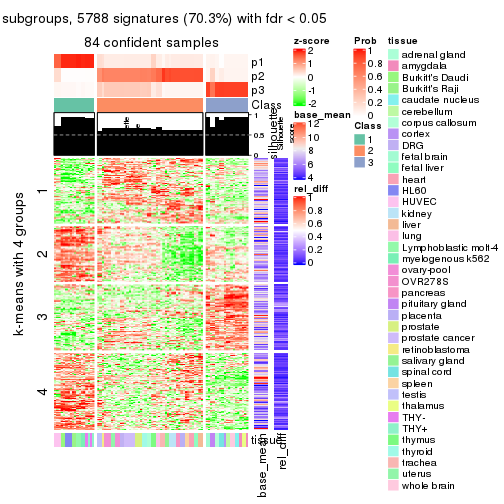 subgroups, 5788 signatures (70.3%) with fdr < 0.05
84 confident samples
p1
p2
p3
Class
1
0.5
0
silhouette
score
k-means with 4 groups
1
2
3
4
tissue
base_mean
rel_diff
z-score
2
1
0
-1
-2
base_mean
12
10
8
6
4
rel_diff
1
0.8
0.6
0.4
0.2
0
Prob
1
0.8
0.6
0.4
0.2
0
Class
1
2
3
tissue
adrenal gland
amygdala
Burkitt's Daudi
Burkitt's Raji
caudate nucleus
cerebellum
corpus callosum
cortex
DRG
fetal brain
fetal liver
heart
HL60
HUVEC
kidney
liver
lung
Lymphoblastic molt-4
myelogenous k562
ovary-pool
OVR278S
pancreas
pituitary gland
placenta
prostate
prostate cancer
retinoblastoma
salivary gland
spinal cord
spleen
testis
thalamus
THY-
THY+
thymus
thyroid
trachea
uterus
whole brain